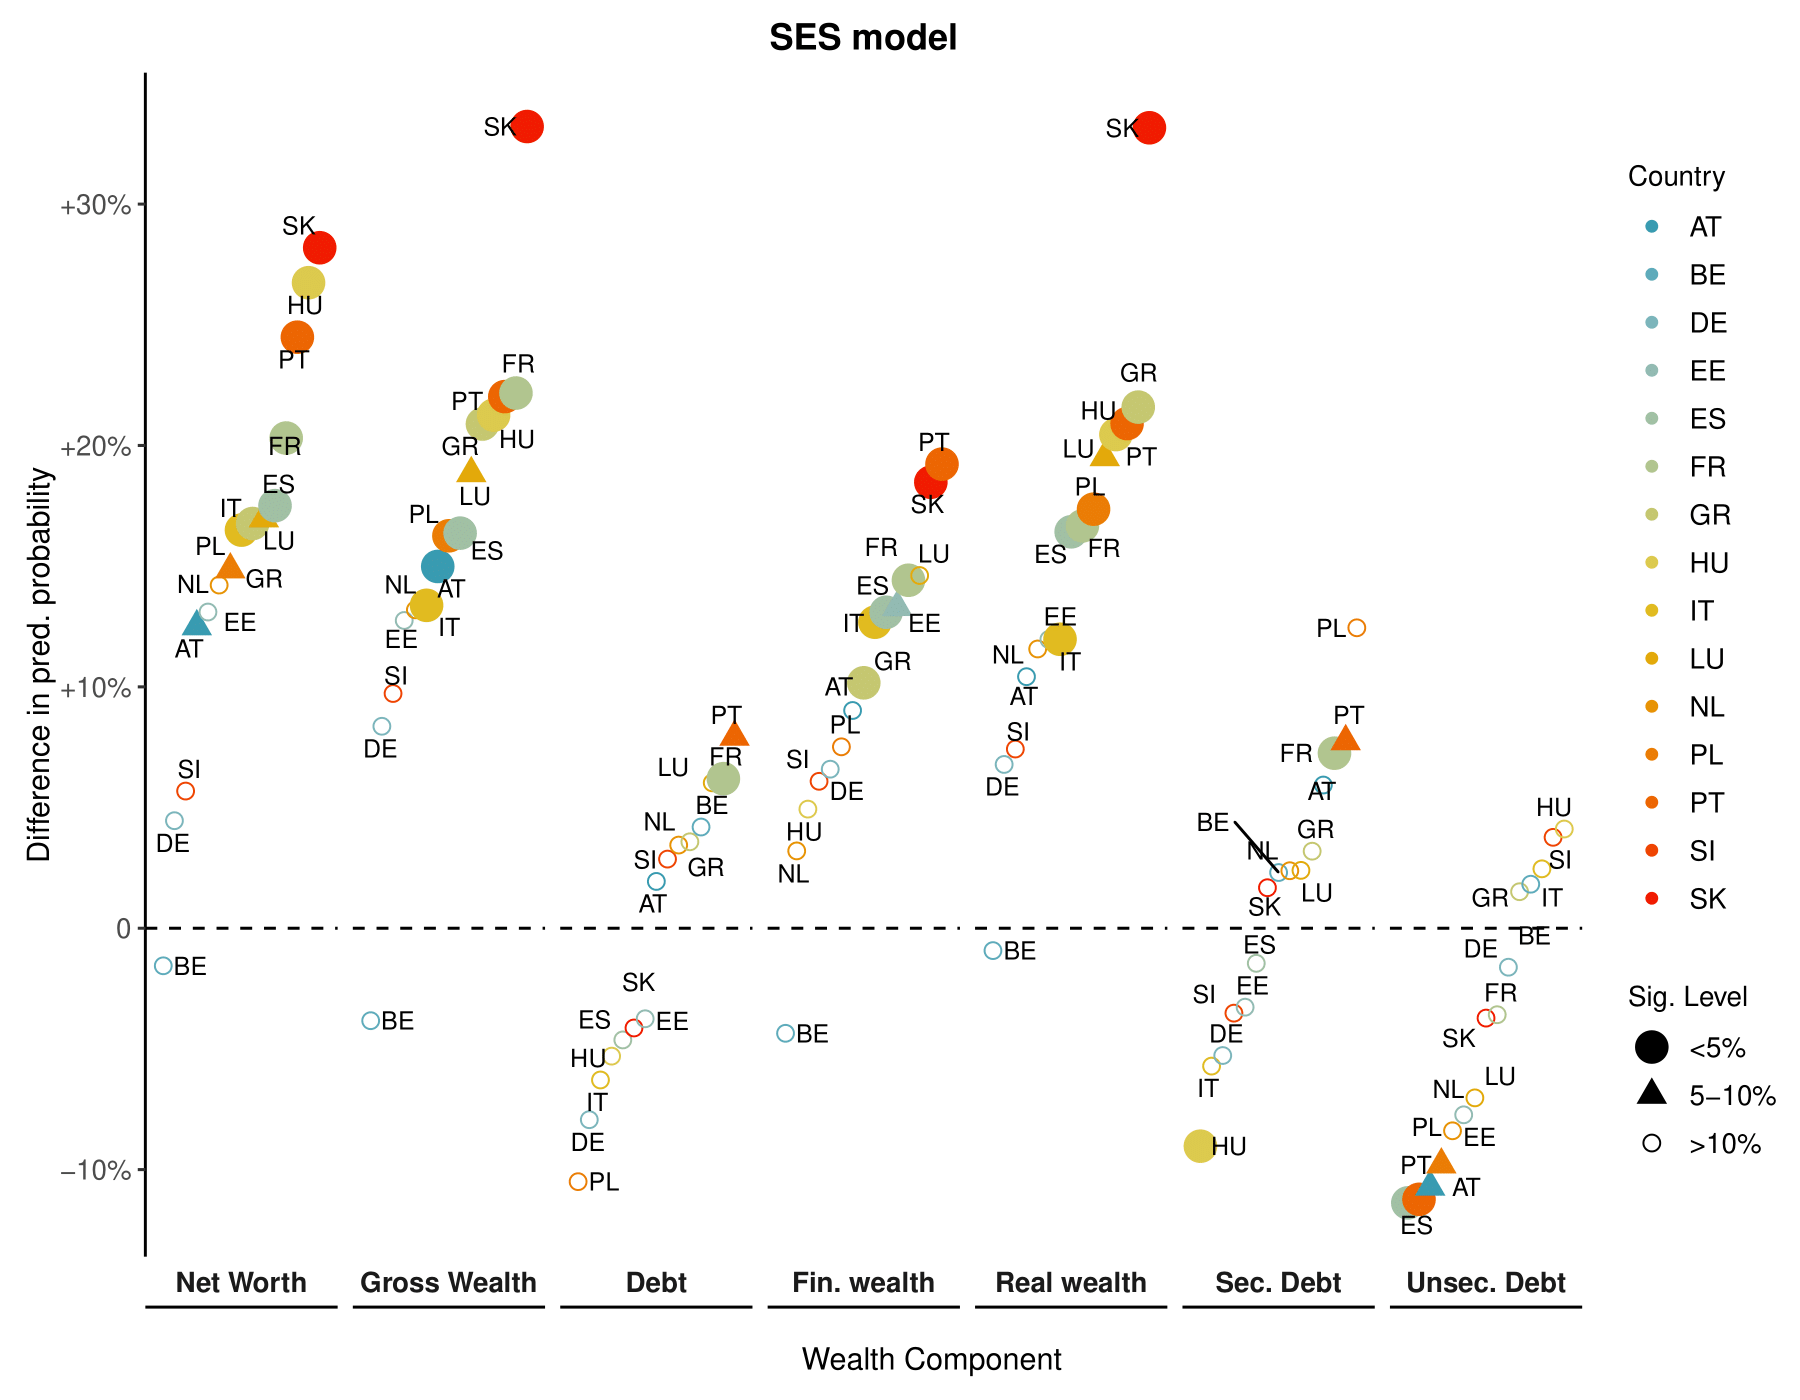 SES model
Difference in pred. probability
+30%
+20%
+10%
0
−10%
SK
HU
PT
FR
ES
IT
LU
PL
GR
NL
EE
AT
SI
DE
BE
SK
FR
PT
HU
GR
LU
PL
ES
AT
NL
IT
EE
SI
DE
BE
PT
FR
LU
BE
NL
GR
SI
AT
SK
ES
EE
HU
IT
DE
PL
PT
SK
FR
LU
ES
EE
IT
GR
AT
PL
SI
DE
HU
NL
BE
SK
GR
HU
PT
LU
PL
ES
FR
EE
IT
NL
AT
SI
DE
BE
PL
PT
FR
AT
BE
GR
NL
LU
SK
ES
EE
SI
DE
IT
HU
HU
SI
IT
GR
BE
DE
FR
SK
LU
NL
EE
PL
PT
AT
ES
Net Worth
Gross Wealth
Debt
Fin. wealth
Real wealth
Sec. Debt
Unsec. Debt
Wealth Component
Country
AT
BE
DE
EE
ES
FR
GR
HU
IT
LU
NL
PL
PT
SI
SK
Sig. Level
<5%
5−10%
>10%